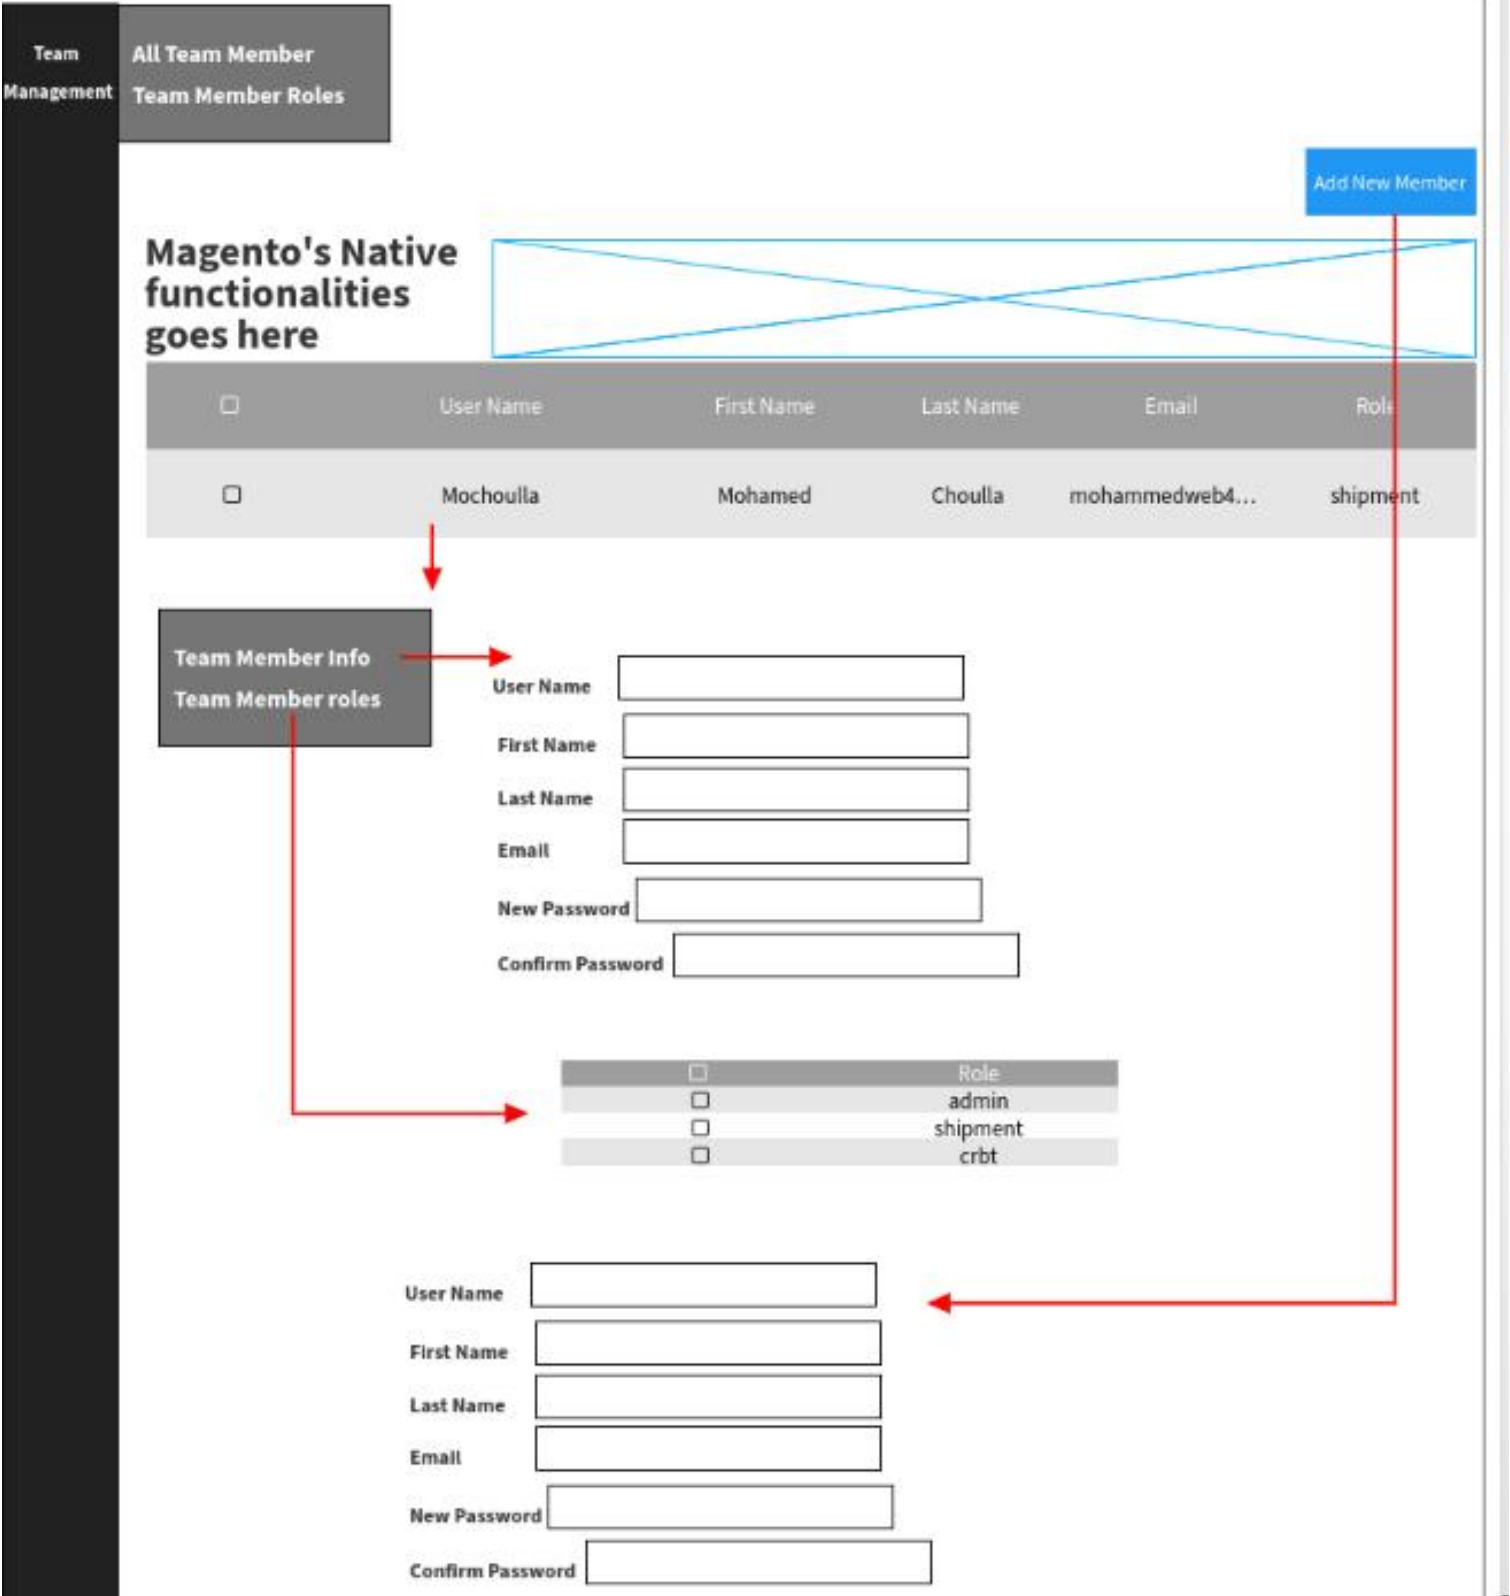 Team
Management
All Team Member
Team Member Roles
Add New Member
Magento's Native
functionalities
goes here
User Name First Name Last Name Email Role
Mochoulla Mohamed Choulla mohammedweb4... shipment
Team Member Info
Team Member roles
User Name
First Name
Last Name
Email
New Password
Confirm Password
Role
admin
shipment
crbt
User Name
First Name
Last Name
Email
New Password
Confirm Password